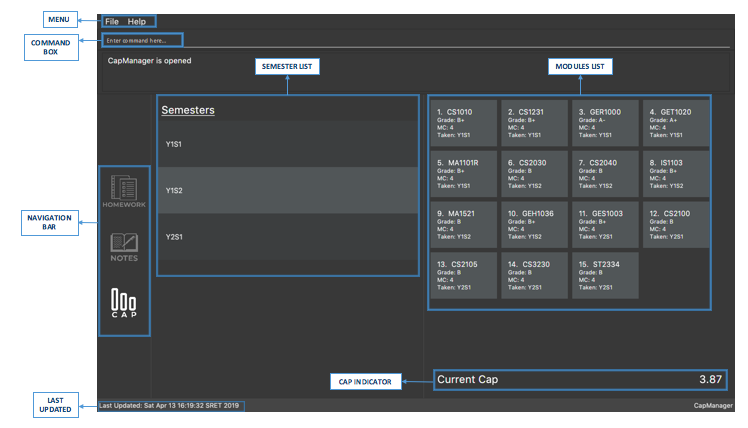 MENU
File Help
COMMAND
BOX
Enter command here...
CapManager is opened
SEMESTER LIST
MODULES LIST
Semesters
Y1S1
Y1S2
Y2S1
1. CS1010
Grade: B+
MC: 4
Taken: Y1S1
2. CS1231
Grade: B+
MC: 4
Taken: Y1S1
3. GER1000
Grade: A-
MC: 4
Taken: Y1S1
4. GET1020
Grade: A+
MC: 4
Taken: Y1S1
5. MA1101R
Grade: B+
MC: 4
Taken: Y1S1
6. CS2030
Grade: B
MC: 4
Taken: Y1S2
7. CS2040
Grade: B
MC: 4
Taken: Y1S2
8. IS1103
Grade: B+
MC: 4
Taken: Y1S2
9. MA1521
Grade: B
MC: 4
Taken: Y1S2
10. GEH1036
Grade: B+
MC: 4
Taken: Y1S2
11. GES1003
Grade: B+
MC: 4
Taken: Y2S1
12. CS2100
Grade: B
MC: 4
Taken: Y2S1
13. CS2105
Grade: B
MC: 4
Taken: Y2S1
14. CS3230
Grade: B
MC: 4
Taken: Y2S1
15. ST2334
Grade: B
MC: 4
Taken: Y2S1
NAVIGATION
BAR
HOMEWORK
NOTES
CAP
CAP INDICATOR
Current Cap 3.87
LAST
UPDATED
Last Updated: Sat Apr 13 16:19:32 SRET 2019
CapManager